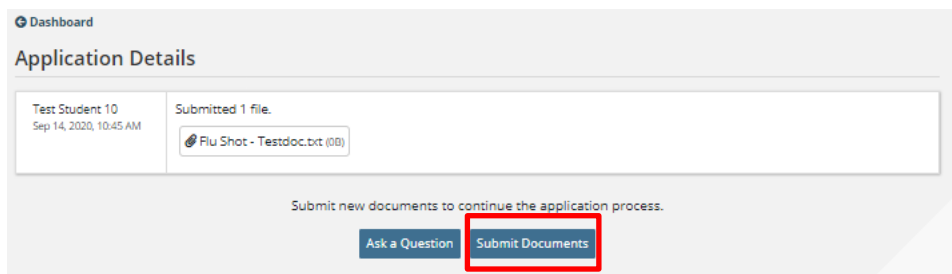 Dashboard
Application Details
Test Student 10
Sep 14, 2020, 10:45 AM
Submitted 1 file.
Flu Shot - Testdoc.txt (0B)
Submit new documents to continue the application process.
Ask a Question
Submit Documents